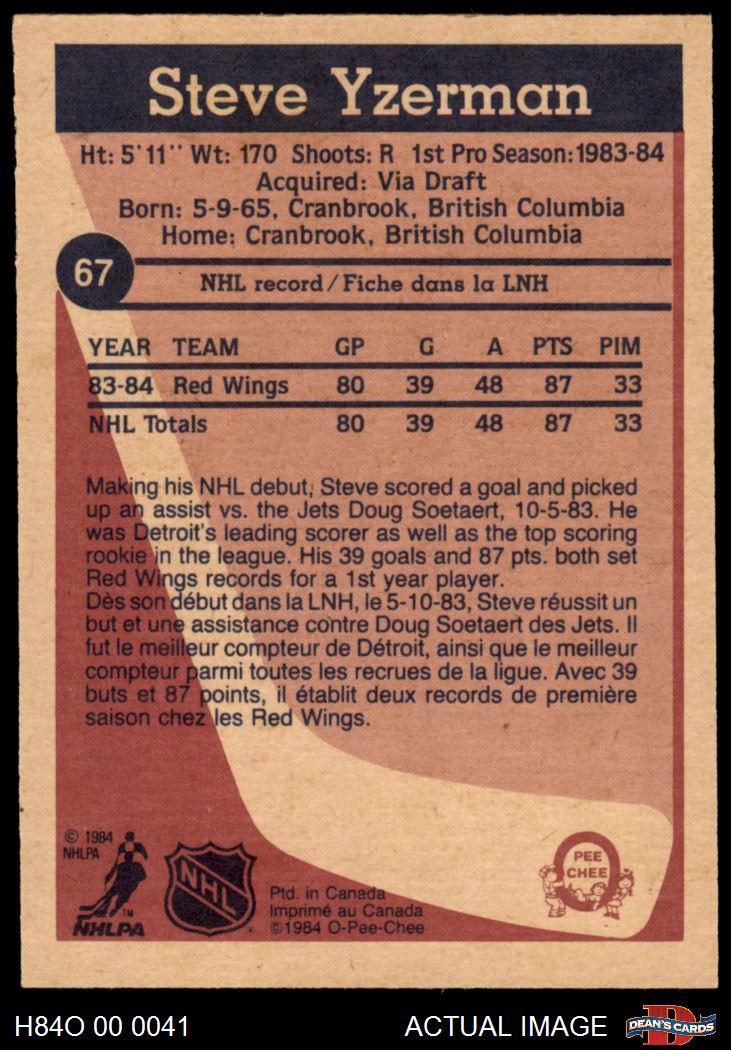 Steve Yzerman
Ht: 5'11'' Wt: 170 Shoots: R 1st Pro Season: 1983-84
Acquired: Via Draft
Born: 5-9-65, Cranbrook, British Columbia
Home: Cranbrook, British Columbia
67
NHL record/Fiche dans la LNH
YEAR TEAM GP G A PTS PIM
83-84 Red Wings 80 39 48 87 33
NHL Totals 80 39 48 87 33
Making his NHL debut, Steve scored a goal and picked
up an assist vs. the Jets Doug Soetaert, 10-5-83. He
was Detroit's leading scorer as well as the top scoring
rookie in the league. His 39 goals and 87 pts. both set
Red Wings records for a 1st year player.
Dès son début dans la LNH, le 5-10-83, Steve réussit un
but et une assistance contre Doug Soetaert des Jets. Il
fut le meilleur compteur de Détroit, ainsi que le meilleur
compteur parmi toutes les recrues de la ligue. Avec 39
buts et 87 points, il établit deux records de première
saison chez les Red Wings.
© 1984
NHLPA
TM
NHLPA
NHL
Ptd. in Canada
Imprimé au Canada
©1984 O-Pee-Chee
O
PEE
CHEE
H84O 00 0041
ACTUAL IMAGE
D
DEAN'S CARDS